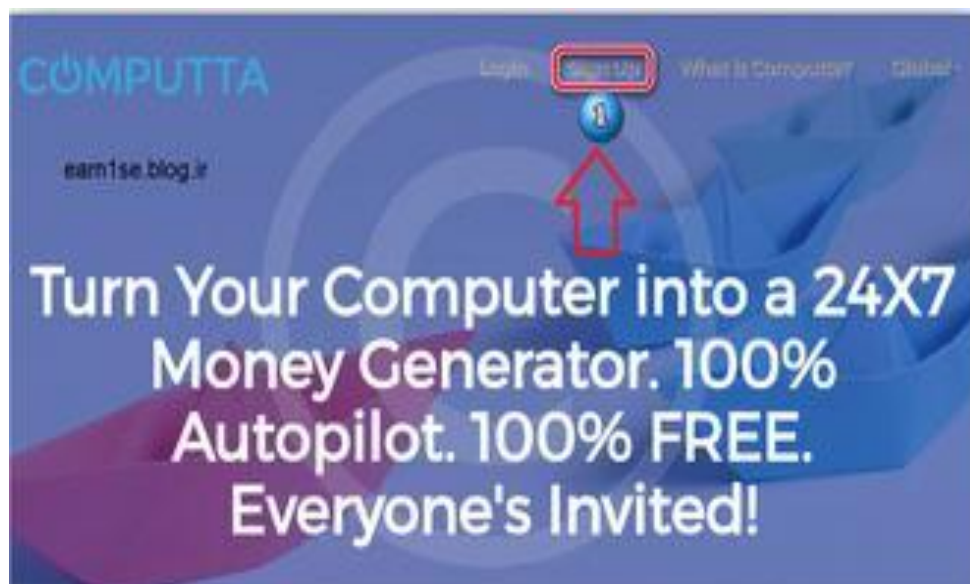 COMPUTTA
Login Sign Up What is Computta? Global
1
earn1se.blog.ir
Turn Your Computer into a 24X7
Money Generator. 100%
Autopilot. 100% FREE.
Everyone's Invited!